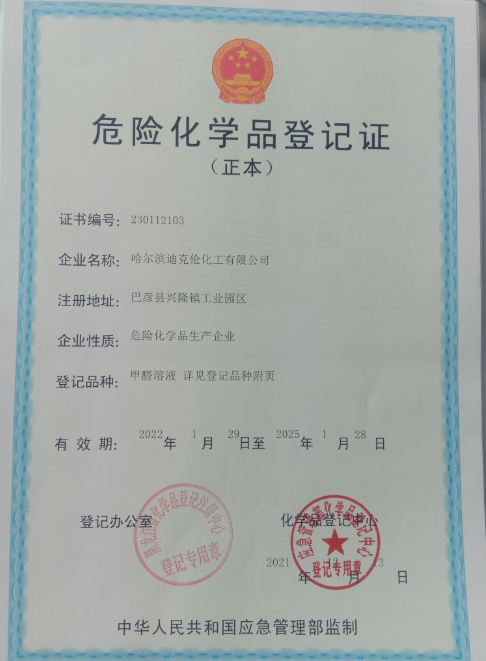 危险化学品登记证
（正本）
证书编号：230112103
企业名称：哈尔滨迪克伦化工有限公司
注册地址：巴彦县兴隆镇工业园区
企业性质：危险化学品生产企业
登记品种：甲醛溶液 详见登记品种附页
有 效 期：2022年 1 月 29日至 2025年 1 月 28 日
登记办公室 化学品登记中心
登记专用章
登记专用章
2021年 月 3日
中华人民共和国应急管理部监制